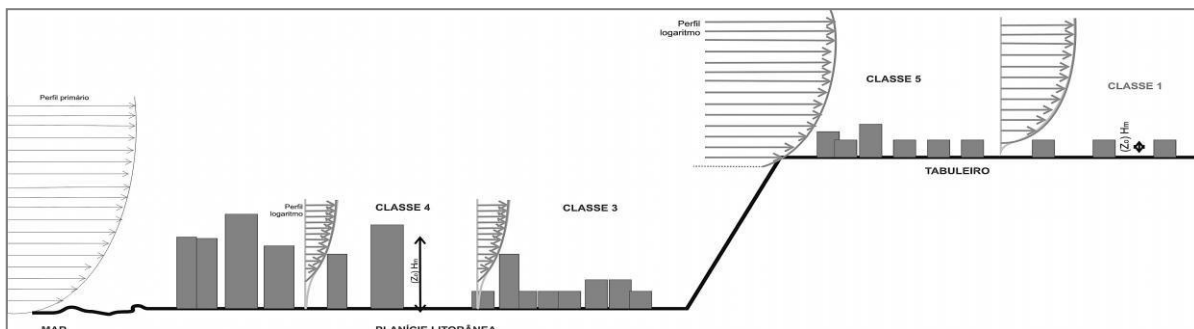 Perfil
logaritmo
CLASSE 5
CLASSE 1
Perfil primário
(Z₀) Hm
TABULEIRO
Perfil
logaritmo
CLASSE 4
CLASSE 3
(Z₀) Hm
MAR
PLANÍCIE LITORÂNEA